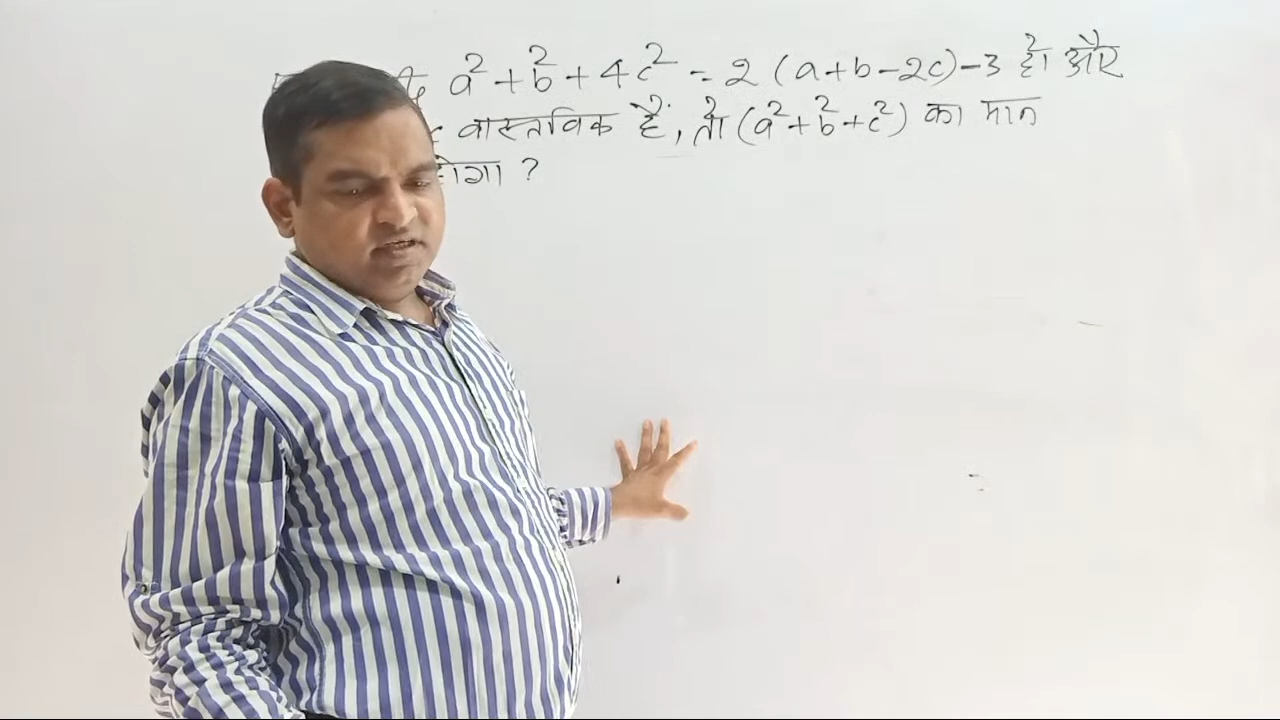 a² + b² + 4c² = 2 (a+b-2c) -3 हो और
वास्तविक हैं, तो (a² + b² + c²) का मान
होगा ?